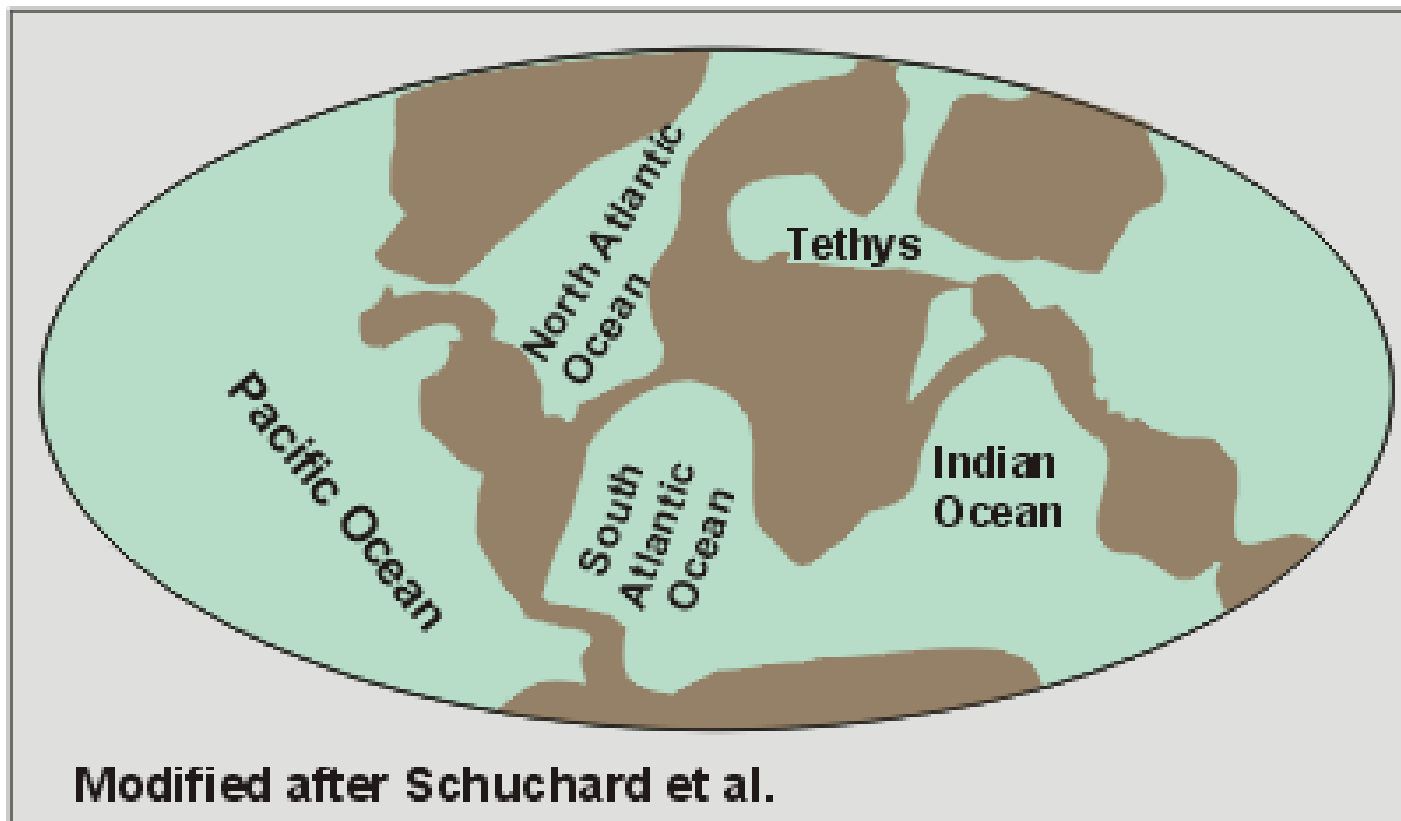 North Atlantic
Ocean
Tethys
Pacific Ocean
South
Atlantic
Ocean
Indian
Ocean
Modified after Schuchard et al.